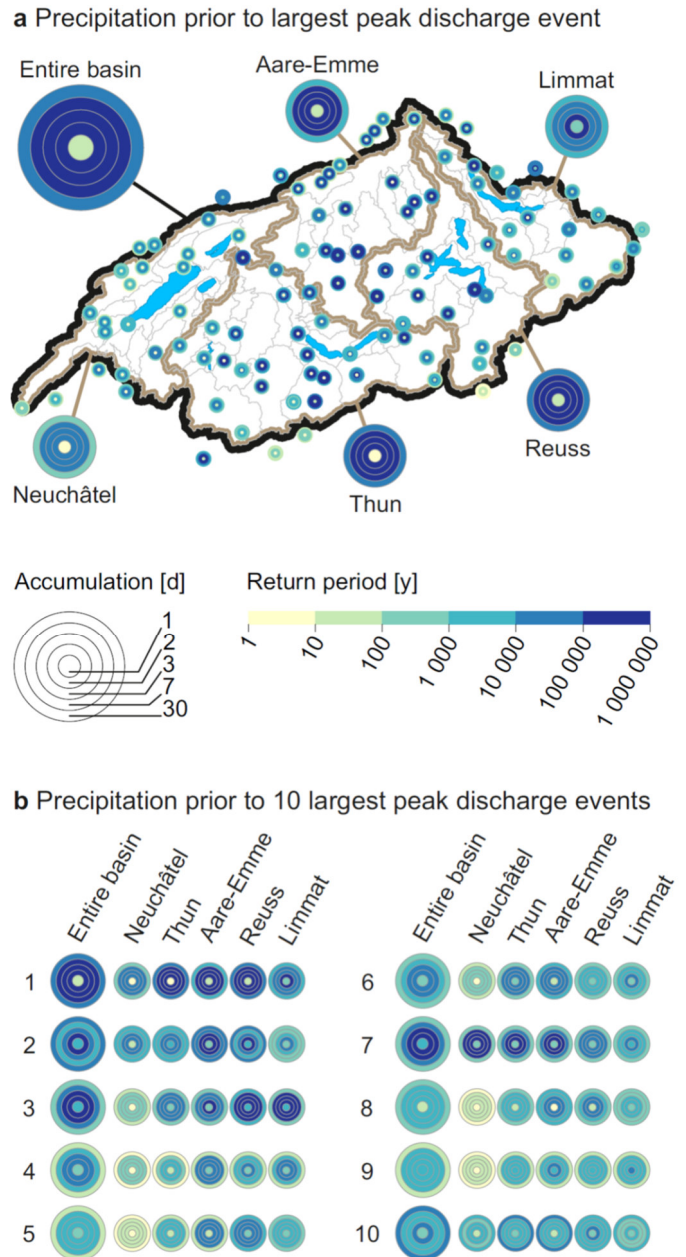 a Precipitation prior to largest peak discharge event
Entire basin
Aare-Emme
Limmat
Neuchâtel
Thun
Reuss
Accumulation [d]
1
2
3
7
30
Return period [y]
1
10
100
1 000
10 000
100 000
1 000 000
b Precipitation prior to 10 largest peak discharge events
Entire basin
Neuchâtel
Thun
Aare-Emme
Reuss
Limmat
1
2
3
4
5
Entire basin
Neuchâtel
Thun
Aare-Emme
Reuss
Limmat
6
7
8
9
10